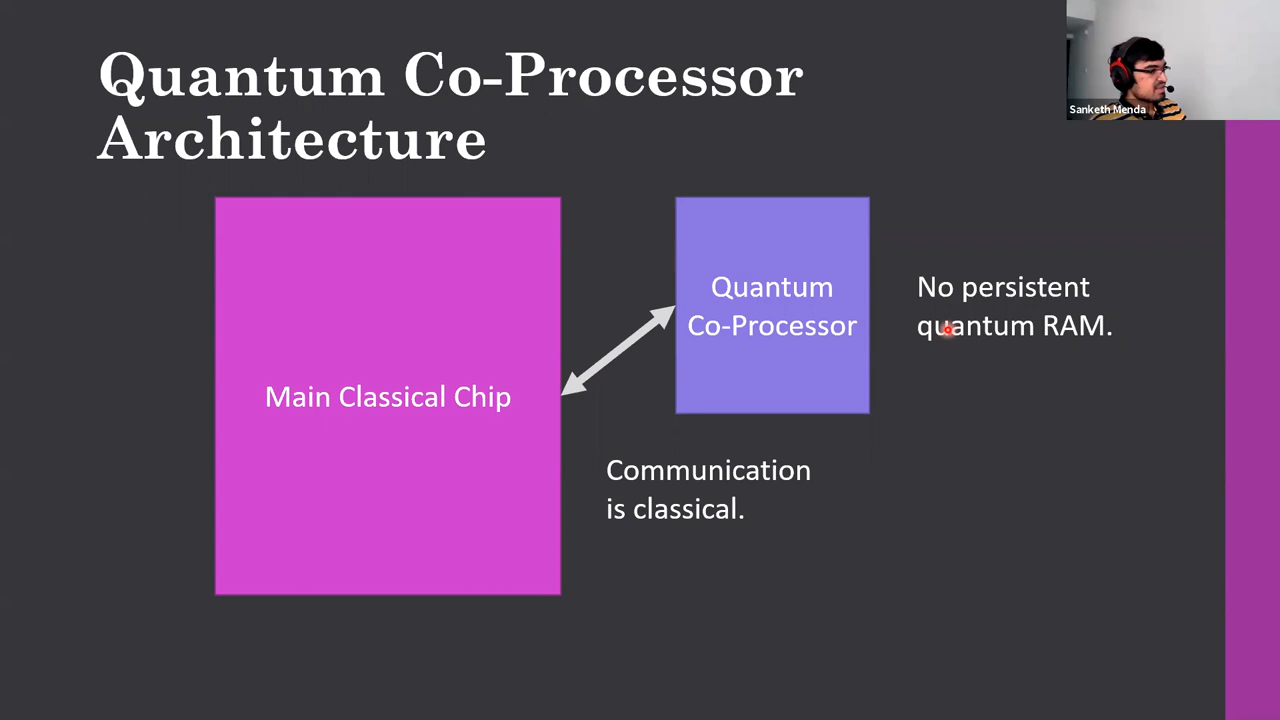 Quantum Co-Processor
Architecture
Sanketh Menda
Main Classical Chip
Quantum
Co-Processor
No persistent
quantum RAM.
Communication
is classical.